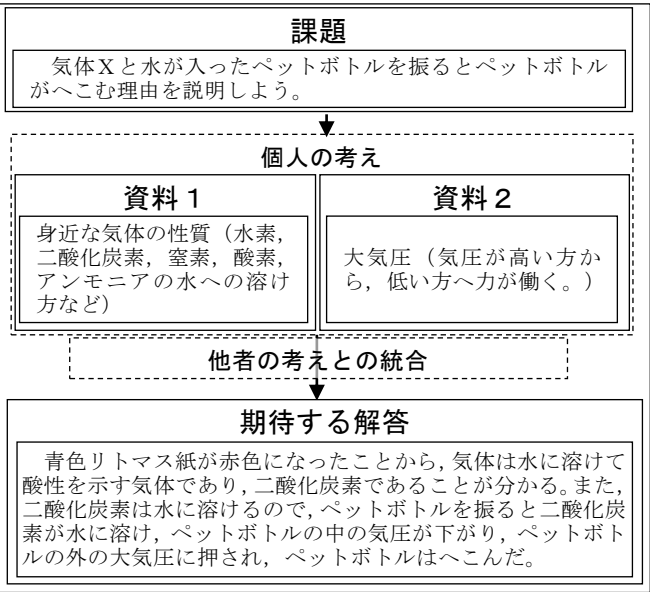 課題
気体Xと水が入ったペットボトルを振るとペットボトル
がへこむ理由を説明しよう。
個人の考え
資料1
身近な気体の性質（水素，
二酸化炭素，窒素，酸素，
アンモニアの水への溶け
方など）
資料2
大気圧（気圧が高い方か
ら，低い方へ力が働く。）
他者の考えとの統合
期待する解答
青色リトマス紙が赤色になったことから，気体は水に溶けて
酸性を示す気体であり，二酸化炭素であることが分かる。また，
二酸化炭素は水に溶けるので，ペットボトルを振ると二酸化炭
素が水に溶け，ペットボトルの中の気圧が下がり，ペットボト
ルの外の大気圧に押され，ペットボトルはへこんだ。